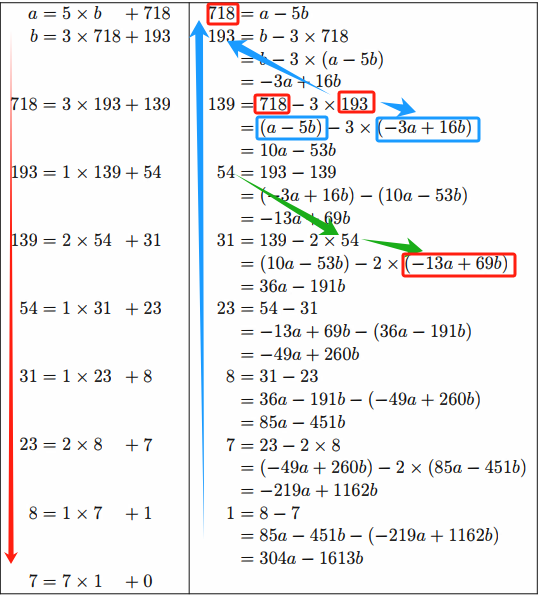 a = 5 × b + 718
718 = a − 5b
b = 3 × 718 + 193
193 = b − 3 × 718
= b − 3 × (a − 5b)
= −3a + 16b
718 = 3 × 193 + 139
139 = 718 − 3 × 193
= (a − 5b) − 3 × (−3a + 16b)
= 10a − 53b
193 = 1 × 139 + 54
54 = 193 − 139
= (−3a + 16b) − (10a − 53b)
= −13a + 69b
139 = 2 × 54 + 31
31 = 139 − 2 × 54
= (10a − 53b) − 2 × (−13a + 69b)
= 36a − 191b
54 = 1 × 31 + 23
23 = 54 − 31
= −13a + 69b − (36a − 191b)
= −49a + 260b
31 = 1 × 23 + 8
8 = 31 − 23
= 36a − 191b − (−49a + 260b)
= 85a − 451b
23 = 2 × 8 + 7
7 = 23 − 2 × 8
= (−49a + 260b) − 2 × (85a − 451b)
= −219a + 1162b
8 = 1 × 7 + 1
1 = 8 − 7
= 85a − 451b − (−219a + 1162b)
= 304a − 1613b
7 = 7 × 1 + 0